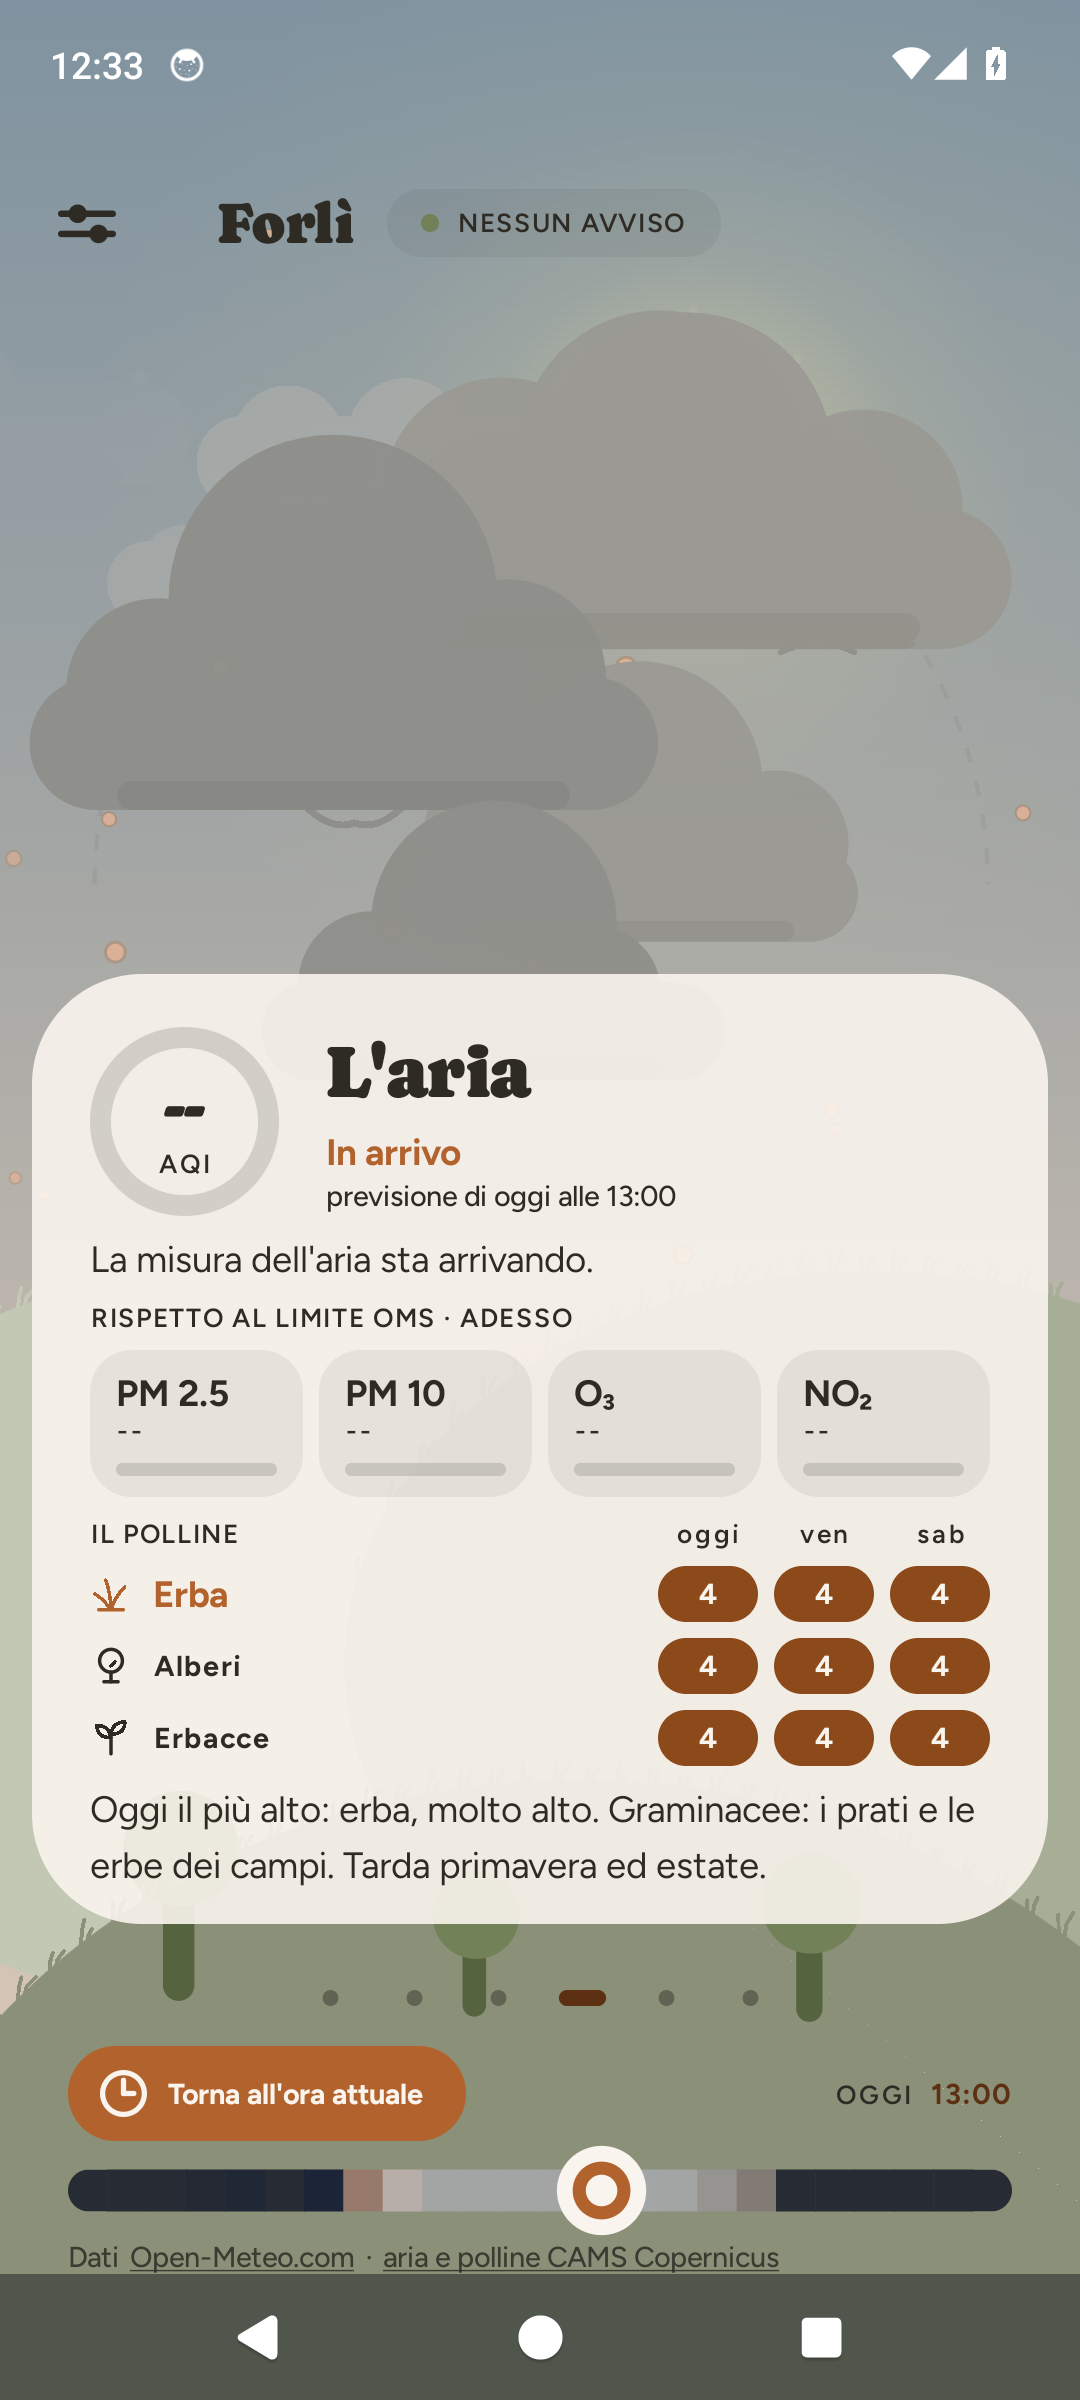 12:33
Forlì
NESSUN AVVISO
--
AQI
L'aria
In arrivo
previsione di oggi alle 13:00
La misura dell'aria sta arrivando.
RISPETTO AL LIMITE OMS · ADESSO
PM 2.5 PM 10 O₃ NO₂
-- -- -- --
IL POLLINE oggi ven sab
Erba 4 4 4
Alberi 4 4 4
Erbacce 4 4 4
Oggi il più alto: erba, molto alto. Graminacee: i prati e le
erbe dei campi. Tarda primavera ed estate.
Torna all'ora attuale OGGI 13:00
Dati Open-Meteo.com · aria e polline CAMS Copernicus